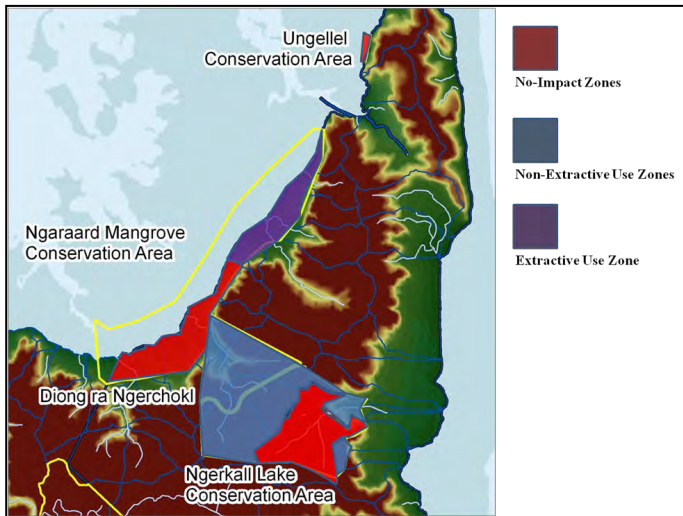 Ungellel
Conservation Area
Ngaraard Mangrove
Conservation Area
Diong ra Ngerchokl
Ngerkall Lake
Conservation Area
No-Impact Zones
Non-Extractive Use Zones
Extractive Use Zone